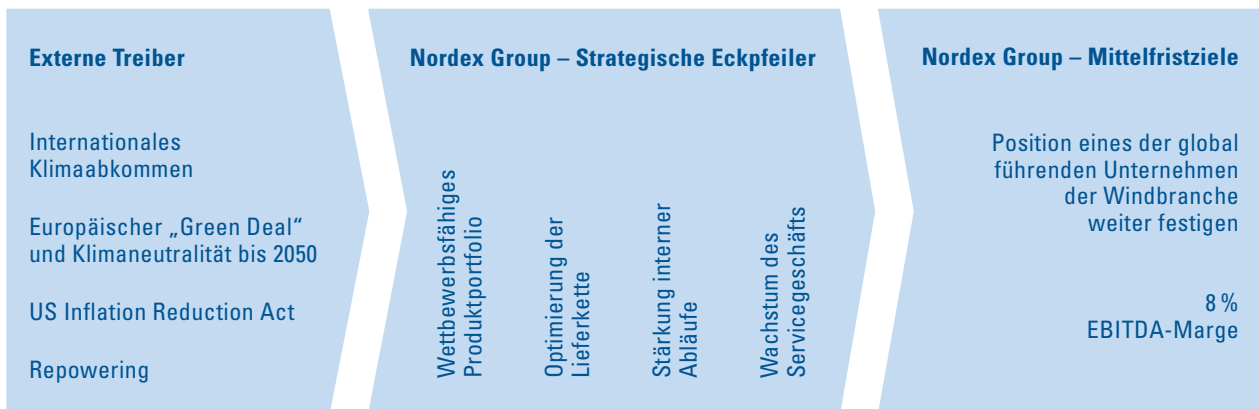 Externe Treiber
Internationales
Klimaabkommen
Europäischer „Green Deal“
und Klimaneutralität bis 2050
US Inflation Reduction Act
Repowering
Nordex Group – Strategische Eckpfeiler
Wettbewerbsfähiges
Produktportfolio
Optimierung der
Lieferkette
Stärkung interner
Abläufe
Wachstum des
Servicegeschäfts
Nordex Group – Mittelfristziele
Position eines der global
führenden Unternehmen
der Windbranche
weiter festigen
8 %
EBITDA-Marge